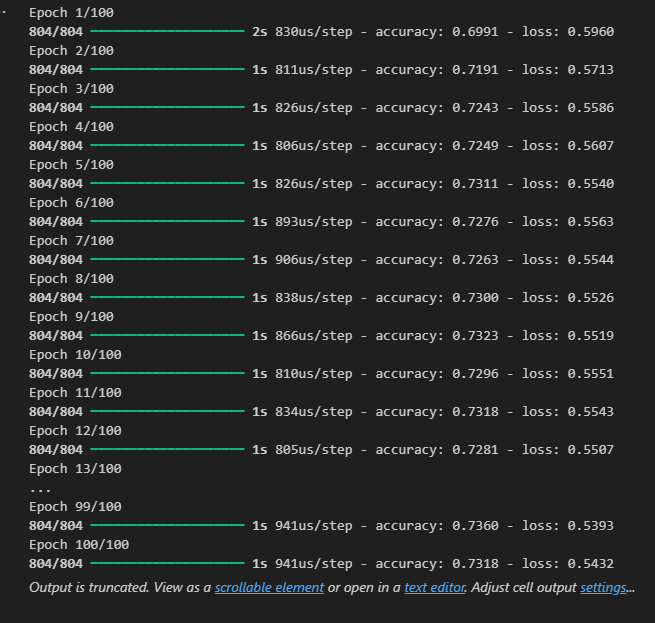 Epoch 1/100
804/804 ━━━━━━━━━━━━━━━━━━━━ 2s 830us/step - accuracy: 0.6991 - loss: 0.5960
Epoch 2/100
804/804 ━━━━━━━━━━━━━━━━━━━━ 1s 811us/step - accuracy: 0.7191 - loss: 0.5713
Epoch 3/100
804/804 ━━━━━━━━━━━━━━━━━━━━ 1s 826us/step - accuracy: 0.7243 - loss: 0.5586
Epoch 4/100
804/804 ━━━━━━━━━━━━━━━━━━━━ 1s 806us/step - accuracy: 0.7249 - loss: 0.5607
Epoch 5/100
804/804 ━━━━━━━━━━━━━━━━━━━━ 1s 826us/step - accuracy: 0.7311 - loss: 0.5540
Epoch 6/100
804/804 ━━━━━━━━━━━━━━━━━━━━ 1s 893us/step - accuracy: 0.7276 - loss: 0.5563
Epoch 7/100
804/804 ━━━━━━━━━━━━━━━━━━━━ 1s 906us/step - accuracy: 0.7263 - loss: 0.5544
Epoch 8/100
804/804 ━━━━━━━━━━━━━━━━━━━━ 1s 838us/step - accuracy: 0.7300 - loss: 0.5526
Epoch 9/100
804/804 ━━━━━━━━━━━━━━━━━━━━ 1s 866us/step - accuracy: 0.7323 - loss: 0.5519
Epoch 10/100
804/804 ━━━━━━━━━━━━━━━━━━━━ 1s 810us/step - accuracy: 0.7296 - loss: 0.5551
Epoch 11/100
804/804 ━━━━━━━━━━━━━━━━━━━━ 1s 834us/step - accuracy: 0.7318 - loss: 0.5543
Epoch 12/100
804/804 ━━━━━━━━━━━━━━━━━━━━ 1s 805us/step - accuracy: 0.7281 - loss: 0.5507
Epoch 13/100
...
Epoch 99/100
804/804 ━━━━━━━━━━━━━━━━━━━━ 1s 941us/step - accuracy: 0.7360 - loss: 0.5393
Epoch 100/100
804/804 ━━━━━━━━━━━━━━━━━━━━ 1s 941us/step - accuracy: 0.7318 - loss: 0.5432
Output is truncated. View as a scrollable element or open in a text editor. Adjust cell output settings...